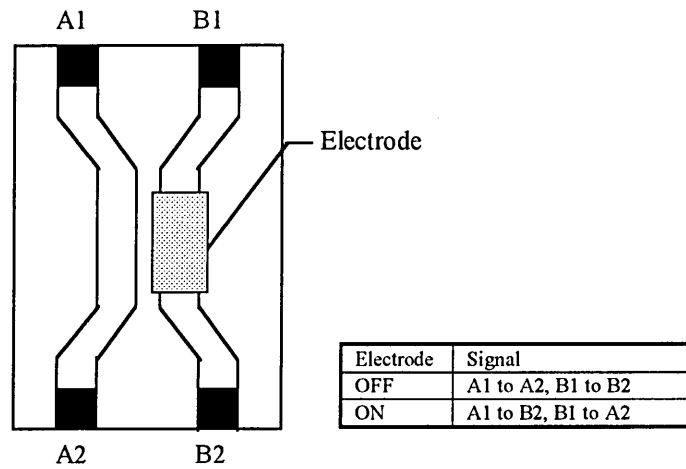 A1 B1
Electrode
A2 B2
Electrode Signal
OFF A1 to A2, B1 to B2
ON A1 to B2, B1 to A2